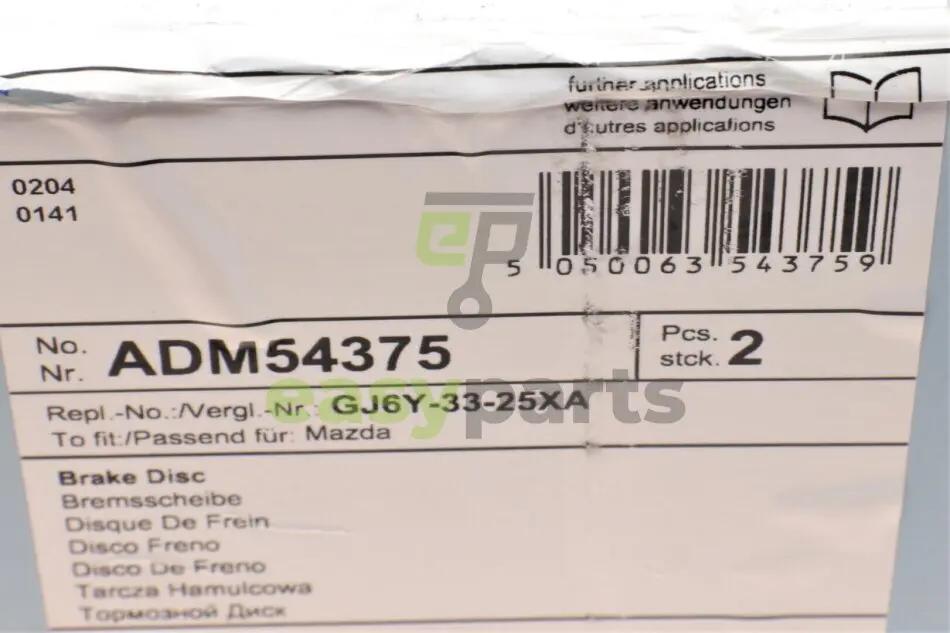 further applications
weitere anwendungen
d'autres applications
0204
0141
5 050063 543759
ep
No.
Nr. ADM54375
Pcs.
stck. 2
easyparts
Repl.-No.:/Vergl.-Nr.: GJ6Y-33-25XA
To fit:/Passend für: Mazda
Brake Disc
Bremsscheibe
Disque De Frein
Disco Freno
Disco De Freno
Tarcza Hamulcowa
Тормозной Диск